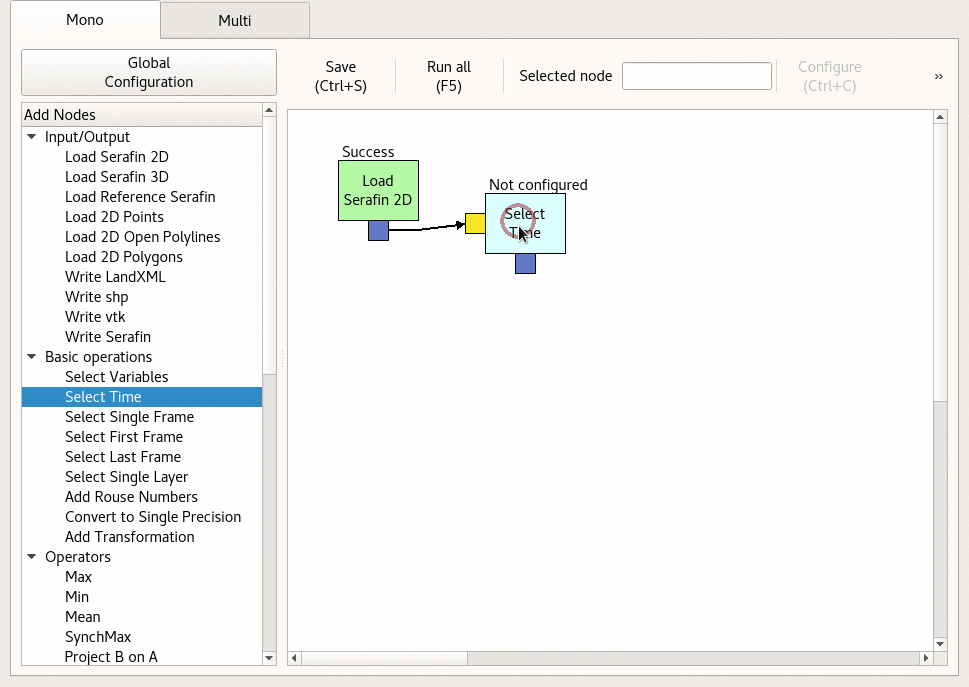 Mono
Multi
Global
Configuration
Save
(Ctrl+S)
Run all
(F5)
Selected node
Configure
(Ctrl+C)
»
Add Nodes
Input/Output
Load Serafin 2D
Load Serafin 3D
Load Reference Serafin
Load 2D Points
Load 2D Open Polylines
Load 2D Polygons
Write LandXML
Write shp
Write vtk
Write Serafin
Basic operations
Select Variables
Select Time
Select Single Frame
Select First Frame
Select Last Frame
Select Single Layer
Add Rouse Numbers
Convert to Single Precision
Add Transformation
Operators
Max
Min
Mean
SynchMax
Project B on A
Success
Load
Serafin 2D
Not configured
Select
Time